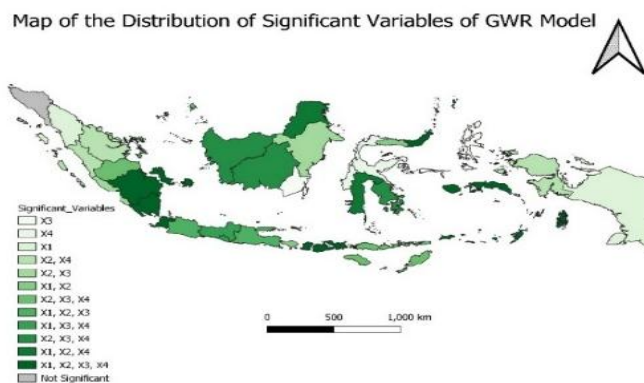 Map of the Distribution of Significant Variables of GWR Model
Significant_Variables
X3
X4
X1
X2, X4
X2, X3
X1, X2
X2, X3, X4
X1, X2, X3
X1, X3, X4
X2, X3, X4
X1, X2, X4
X1, X2, X3, X4
Not Significant
0 500 1,000 km